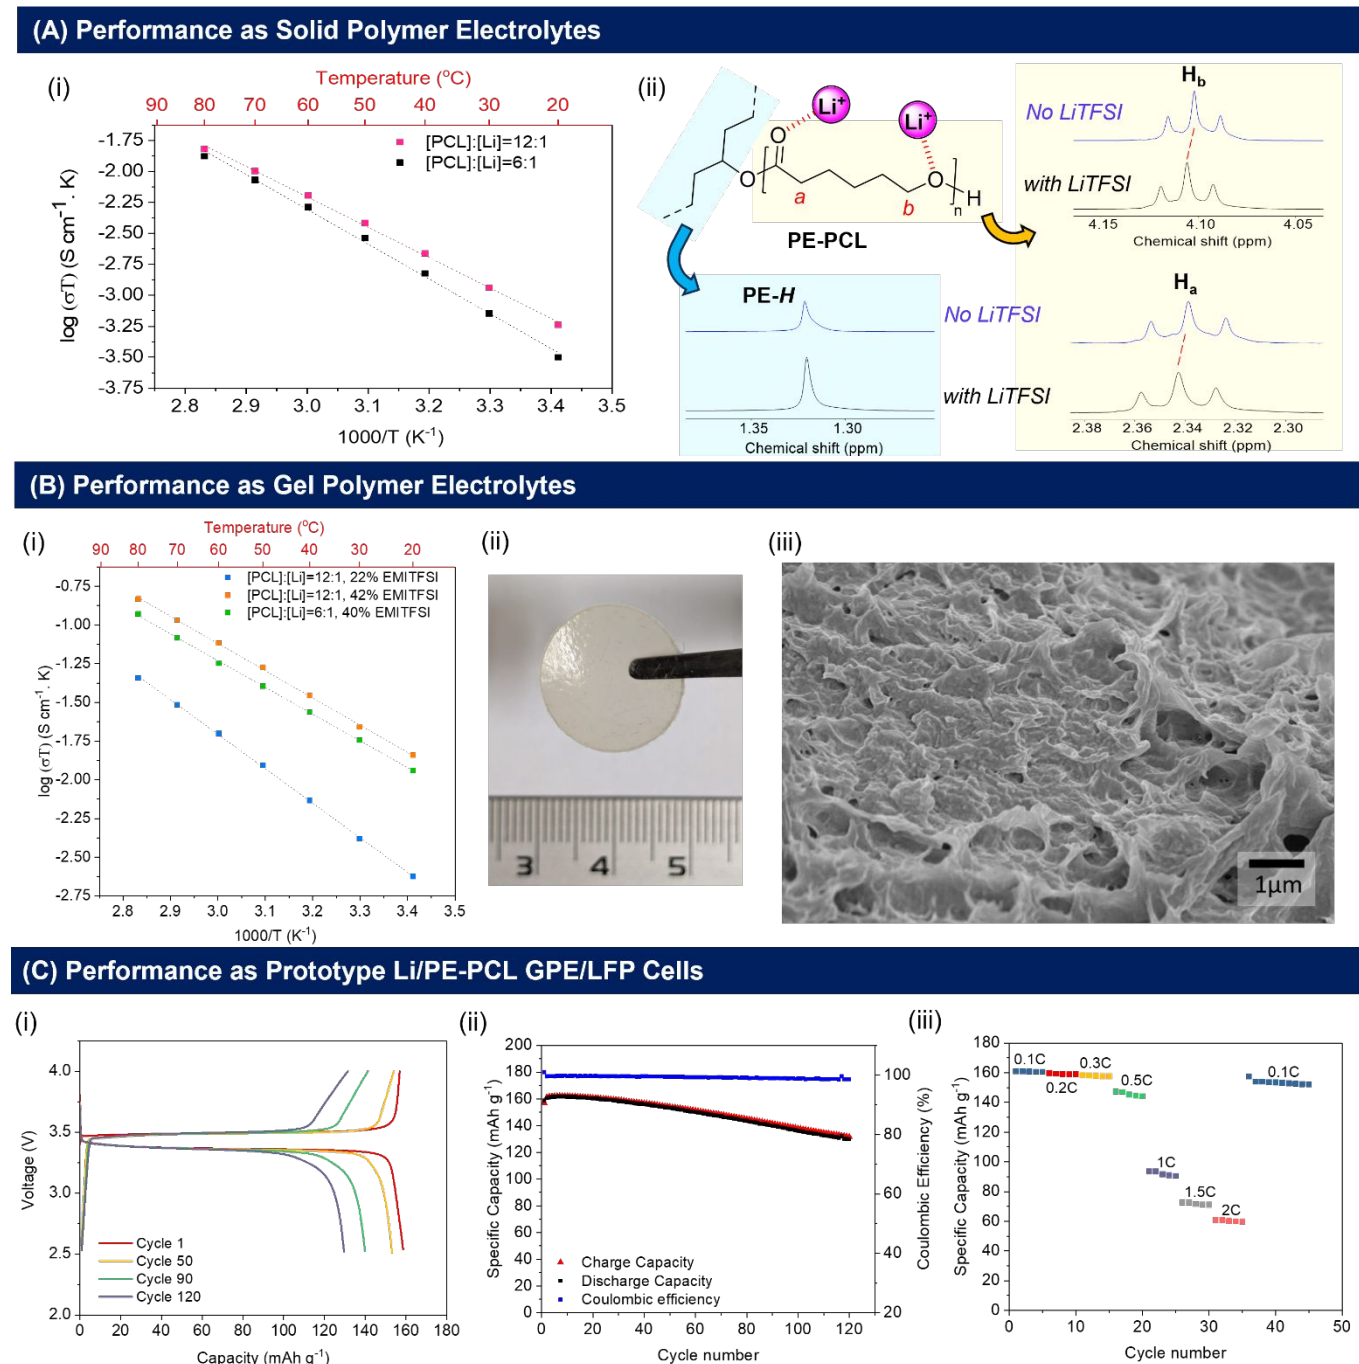 (A) Performance as Solid Polymer Electrolytes
(i)
Temperature (°C)
90 80 70 60 50 40 30 20
[PCL]:[Li]=12:1
[PCL]:[Li]=6:1
log (σT) (S cm⁻¹. K)
-1.75
-2.00
-2.25
-2.50
-2.75
-3.00
-3.25
-3.50
-3.75
2.8 2.9 3.0 3.1 3.2 3.3 3.4 3.5
1000/T (K⁻¹)
(ii)
Li⁺
Li⁺
O
O
O
H
n
a
b
PE-PCL
PE-H
No LiTFSI
with LiTFSI
1.35 1.30
Chemical shift (ppm)
Hb
No LiTFSI
with LiTFSI
4.15 4.10 4.05
Chemical shift (ppm)
Ha
2.38 2.36 2.34 2.32 2.30
Chemical shift (ppm)
(B) Performance as Gel Polymer Electrolytes
(i)
Temperature (°C)
90 80 70 60 50 40 30 20
[PCL]:[Li]=12:1, 22% EMITFSI
[PCL]:[Li]=12:1, 42% EMITFSI
[PCL]:[Li]=6:1, 40% EMITFSI
log (σT) (S cm⁻¹. K)
-0.75
-1.00
-1.25
-1.50
-1.75
-2.00
-2.25
-2.50
-2.75
2.8 2.9 3.0 3.1 3.2 3.3 3.4 3.5
1000/T (K⁻¹)
(ii)
3 4 5
(iii)
1µm
(C) Performance as Prototype Li/PE-PCL GPE/LFP Cells
(i)
Voltage (V)
4.0
3.5
3.0
2.5
2.0
Cycle 1
Cycle 50
Cycle 90
Cycle 120
0 20 40 60 80 100 120 140 160 180
Capacity (mAh g⁻¹)
(ii)
Specific Capacity (mAh g⁻¹)
200
180
160
140
120
100
80
60
40
20
0
Charge Capacity
Discharge Capacity
Coulombic efficiency
0 20 40 60 80 100 120
Cycle number
100
80
60
40
20
Coulombic Efficiency (%)
(iii)
Specific Capacity (mAh g⁻¹)
180
160
140
120
100
80
60
40
20
0
0.1C
0.2C
0.3C
0.5C
1C
1.5C
2C
0.1C
0 10 20 30 40 50
Cycle number